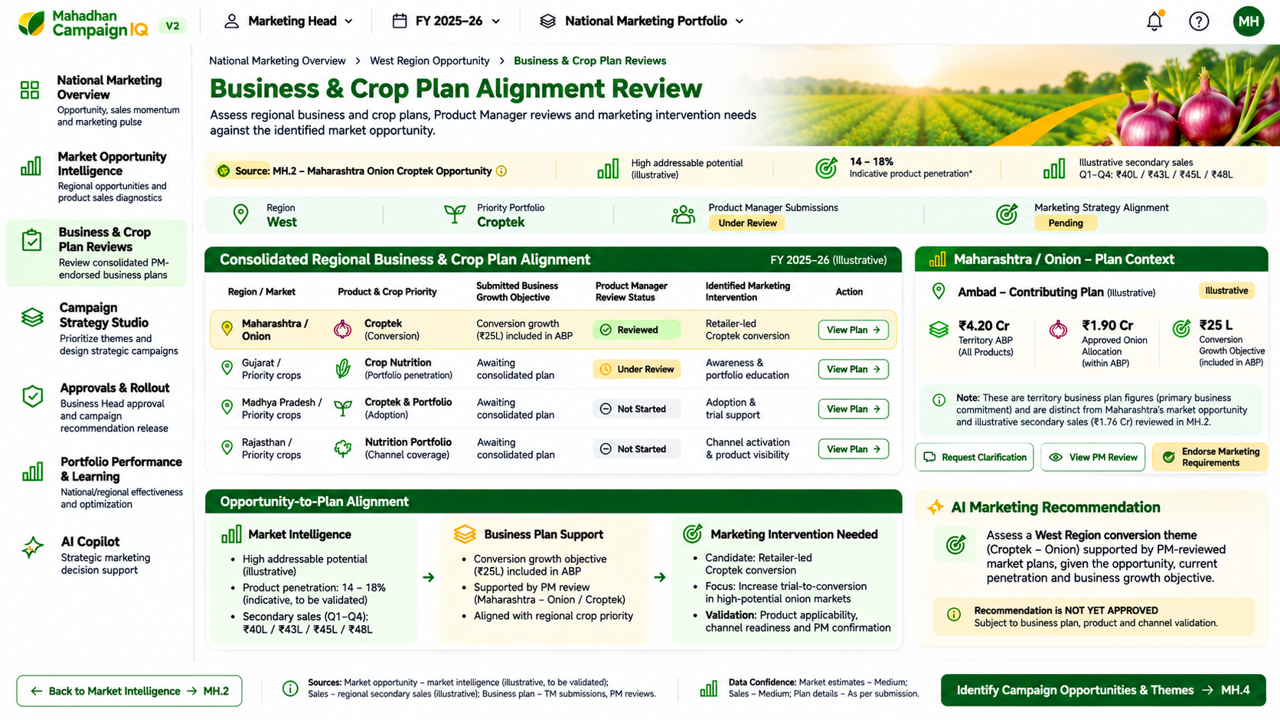 Mahadhan
Campaign IQ
V2
Marketing Head
FY 2025–26
National Marketing Portfolio
MH
National Marketing
Overview
Opportunity, sales momentum
and marketing pulse
Market Opportunity
Intelligence
Regional opportunities and
product sales diagnostics
Business & Crop
Plan Reviews
Review consolidated PM-
endorsed business plans
Campaign
Strategy Studio
Prioritize themes and
design strategic campaigns
Approvals & Rollout
Business Head approval
and campaign
recommendation release
Portfolio Performance
& Learning
National/regional effectiveness
and optimization
AI Copilot
Strategic marketing
decision support
National Marketing Overview > West Region Opportunity > Business & Crop Plan Reviews
Business & Crop Plan Alignment Review
Assess regional business and crop plans, Product Manager reviews and marketing intervention needs
against the identified market opportunity.
Source: MH.2 – Maharashtra Onion Croptek Opportunity
High addressable potential
(illustrative)
14 – 18%
Indicative product penetration*
Illustrative secondary sales
Q1–Q4: ₹40L / ₹43L / ₹45L / ₹48L
Region
West
Priority Portfolio
Croptek
Product Manager Submissions
Under Review
Marketing Strategy Alignment
Pending
Consolidated Regional Business & Crop Plan Alignment
FY 2025–26 (Illustrative)
Region / Market
Product & Crop Priority
Submitted Business
Growth Objective
Product Manager
Review Status
Identified Marketing
Intervention
Action
Maharashtra /
Onion
Croptek
(Conversion)
Conversion growth
(₹25L) included in ABP
Reviewed
Retailer-led
Croptek conversion
View Plan →
Gujarat /
Priority crops
Crop Nutrition
(Portfolio penetration)
Awaiting
consolidated plan
Under Review
Awareness &
portfolio education
View Plan →
Madhya Pradesh /
Priority crops
Croptek & Portfolio
(Adoption)
Awaiting
consolidated plan
Not Started
Adoption &
trial support
View Plan →
Rajasthan /
Priority crops
Nutrition Portfolio
(Channel coverage)
Awaiting
consolidated plan
Not Started
Channel activation
& product visibility
View Plan →
Maharashtra / Onion – Plan Context
Ambad – Contributing Plan (Illustrative)
Illustrative
₹4.20 Cr
Territory ABP
(All Products)
₹1.90 Cr
Approved Onion
Allocation
(within ABP)
₹25 L
Conversion
Growth Objective
(included in ABP)
Note: These are territory business plan figures (primary business
commitment) and are distinct from Maharashtra's market opportunity
and illustrative secondary sales (₹1.76 Cr) reviewed in MH.2.
Request Clarification
View PM Review
Endorse Marketing
Requirements
Opportunity-to-Plan Alignment
Market Intelligence
• High addressable potential
(illustrative)
• Product penetration: 14 – 18%
(indicative, to be validated)
• Secondary sales (Q1–Q4):
₹40L / ₹43L / ₹45L / ₹48L
→
Business Plan Support
• Conversion growth objective
(₹25L) included in ABP
• Supported by PM review
(Maharashtra – Onion / Croptek)
• Aligned with regional crop priority
→
Marketing Intervention Needed
• Candidate: Retailer-led
Croptek conversion
• Focus: Increase trial-to-conversion
in high-potential onion markets
• Validation: Product applicability,
channel readiness and PM confirmation
AI Marketing Recommendation
Assess a West Region conversion theme
(Croptek – Onion) supported by PM-reviewed
market plans, given the opportunity, current
penetration and business growth objective.
Recommendation is NOT YET APPROVED
Subject to business plan, product and channel validation.
← Back to Market Intelligence → MH.2
Sources: Market opportunity – market intelligence (illustrative, to be validated);
Sales – regional secondary sales (illustrative); Business plan – TM submissions, PM reviews.
Data Confidence: Market estimates – Medium;
Sales – Medium; Plan details – As per submission.
Identify Campaign Opportunities & Themes → MH.4